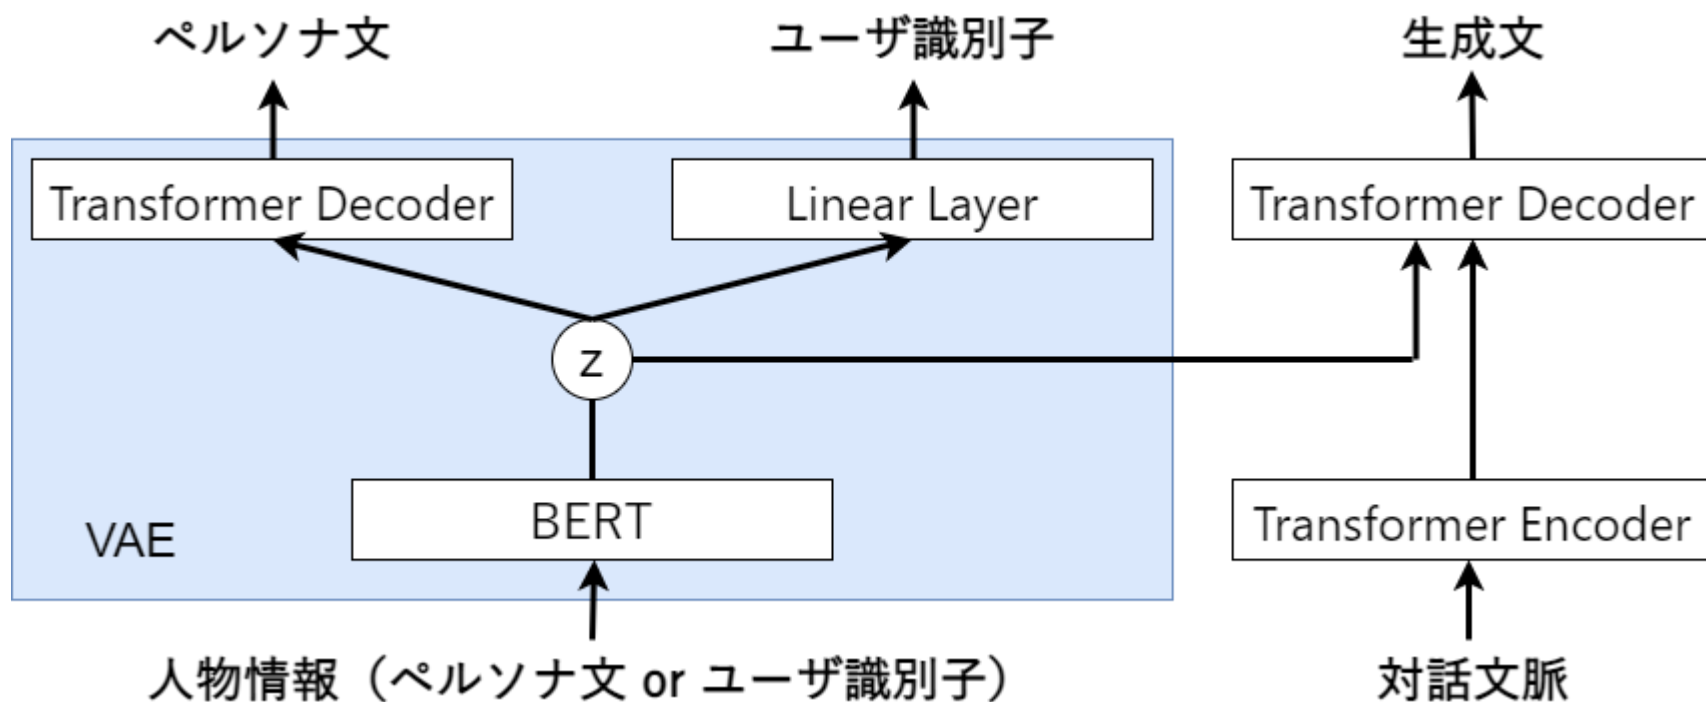 ペルソナ文
ユーザ識別子
生成文
Transformer Decoder
Linear Layer
Transformer Decoder
z
BERT
VAE
Transformer Encoder
人物情報（ペルソナ文 or ユーザ識別子）
対話文脈